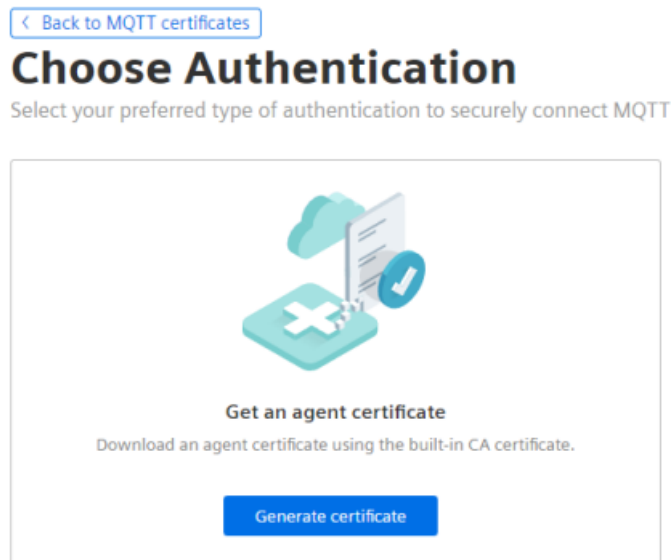 Back to MQTT certificates
Choose Authentication
Select your preferred type of authentication to securely connect MQTT
Get an agent certificate
Download an agent certificate using the built-in CA certificate.
Generate certificate